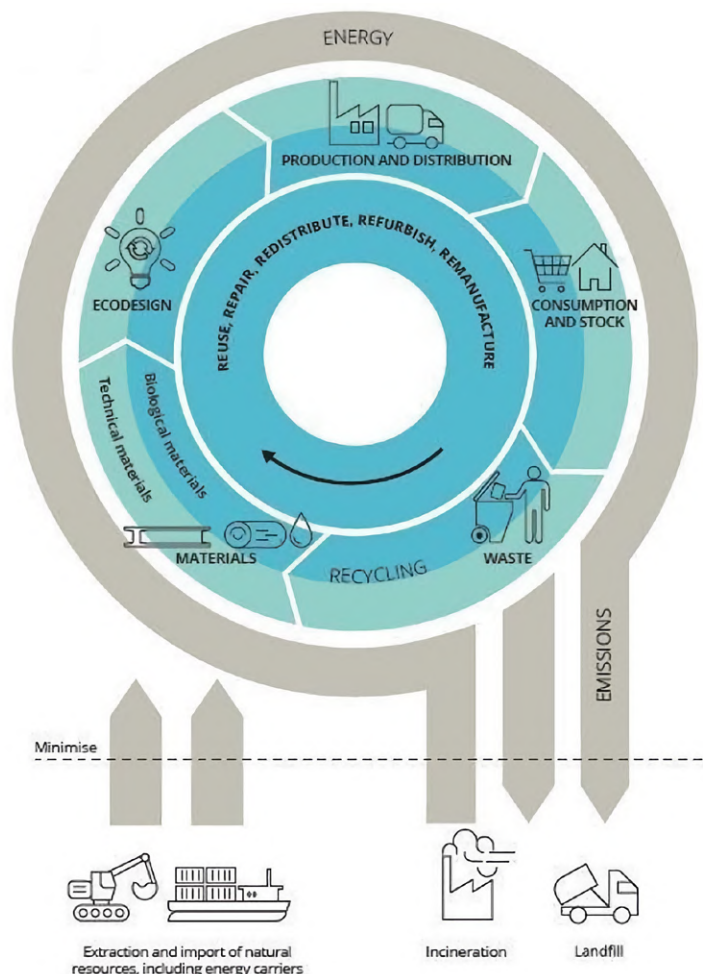 ENERGY
PRODUCTION AND DISTRIBUTION
REUSE, REPAIR, REDISTRIBUTE, REFURBISH, REMANUFACTURE
ECODESIGN
CONSUMPTION
AND STOCK
Technical materials
Biological materials
MATERIALS
RECYCLING
WASTE
EMISSIONS
Minimise
Extraction and import of natural
resources, including energy carriers
Incineration
Landfill